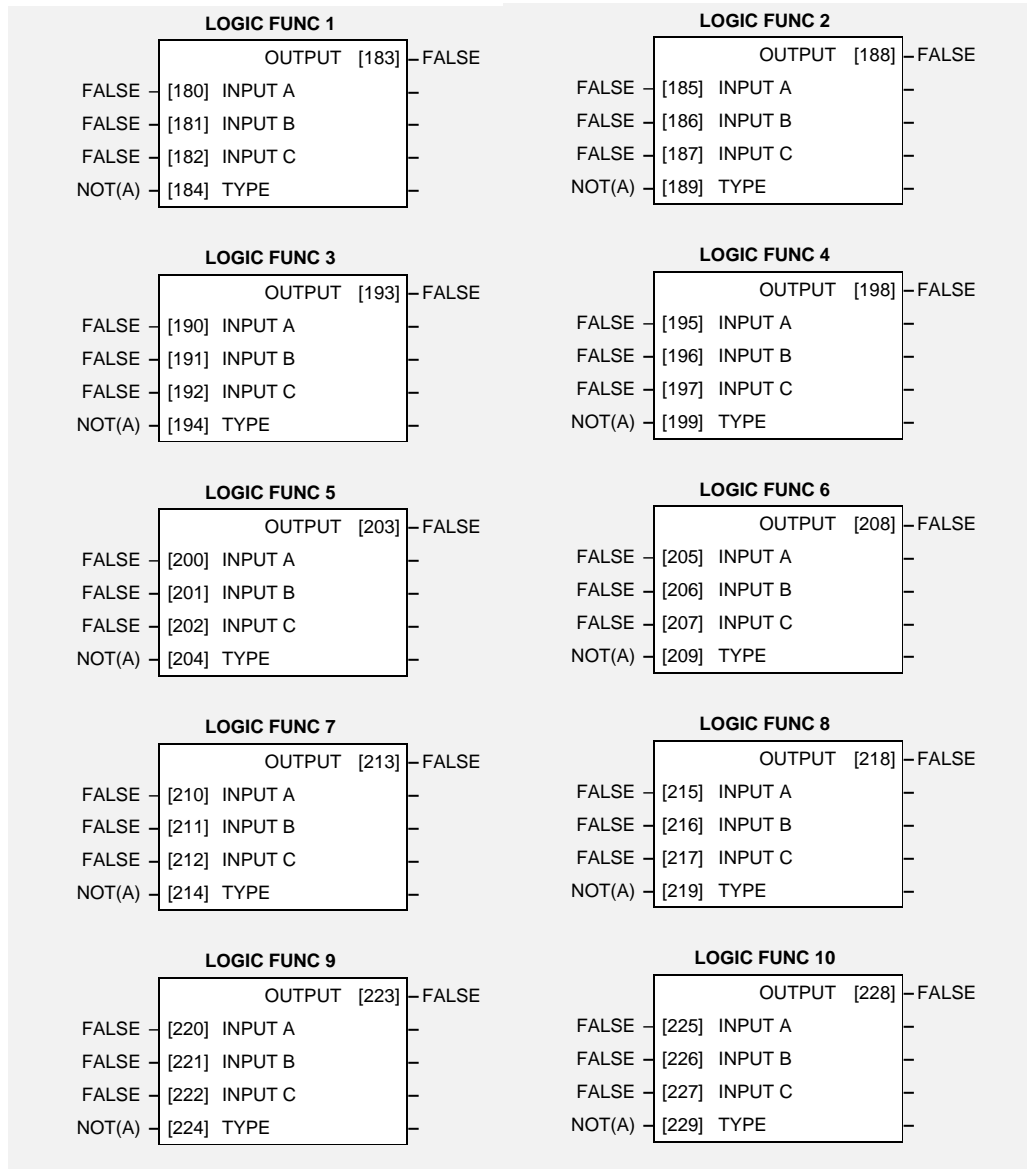 LOGIC FUNC 1
OUTPUT [183] FALSE
FALSE [180] INPUT A
FALSE [181] INPUT B
FALSE [182] INPUT C
NOT(A) [184] TYPE
LOGIC FUNC 2
OUTPUT [188] FALSE
FALSE [185] INPUT A
FALSE [186] INPUT B
FALSE [187] INPUT C
NOT(A) [189] TYPE
LOGIC FUNC 3
OUTPUT [193] FALSE
FALSE [190] INPUT A
FALSE [191] INPUT B
FALSE [192] INPUT C
NOT(A) [194] TYPE
LOGIC FUNC 4
OUTPUT [198] FALSE
FALSE [195] INPUT A
FALSE [196] INPUT B
FALSE [197] INPUT C
NOT(A) [199] TYPE
LOGIC FUNC 5
OUTPUT [203] FALSE
FALSE [200] INPUT A
FALSE [201] INPUT B
FALSE [202] INPUT C
NOT(A) [204] TYPE
LOGIC FUNC 6
OUTPUT [208] FALSE
FALSE [205] INPUT A
FALSE [206] INPUT B
FALSE [207] INPUT C
NOT(A) [209] TYPE
LOGIC FUNC 7
OUTPUT [213] FALSE
FALSE [210] INPUT A
FALSE [211] INPUT B
FALSE [212] INPUT C
NOT(A) [214] TYPE
LOGIC FUNC 8
OUTPUT [218] FALSE
FALSE [215] INPUT A
FALSE [216] INPUT B
FALSE [217] INPUT C
NOT(A) [219] TYPE
LOGIC FUNC 9
OUTPUT [223] FALSE
FALSE [220] INPUT A
FALSE [221] INPUT B
FALSE [222] INPUT C
NOT(A) [224] TYPE
LOGIC FUNC 10
OUTPUT [228] FALSE
FALSE [225] INPUT A
FALSE [226] INPUT B
FALSE [227] INPUT C
NOT(A) [229] TYPE